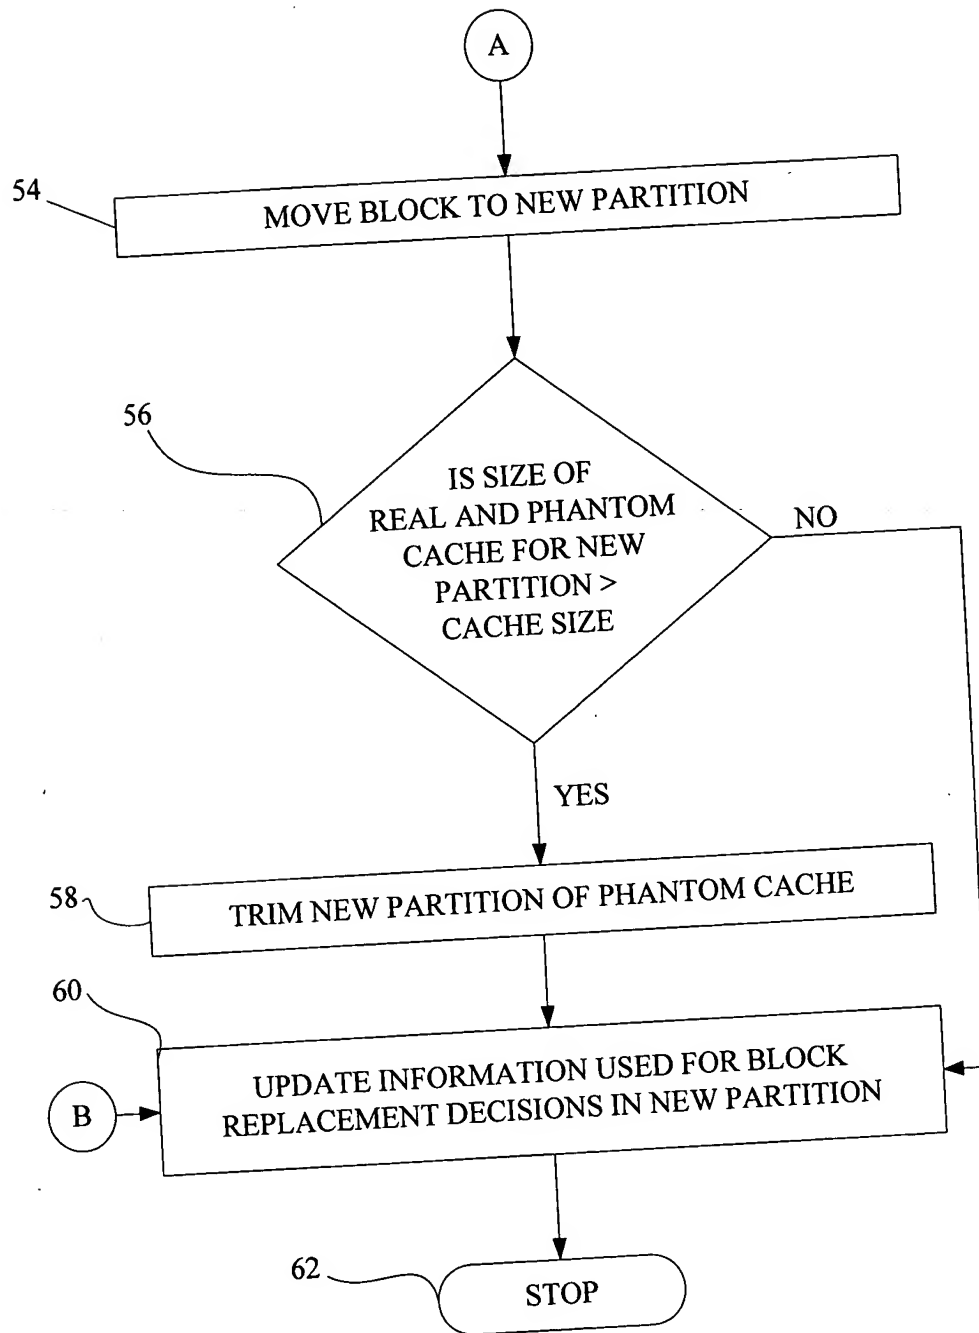 A
54
MOVE BLOCK TO NEW PARTITION
56
IS SIZE OF
REAL AND PHANTOM
CACHE FOR NEW
PARTITION >
CACHE SIZE
NO
YES
58
TRIM NEW PARTITION OF PHANTOM CACHE
60
UPDATE INFORMATION USED FOR BLOCK
REPLACEMENT DECISIONS IN NEW PARTITION
B
62
STOP